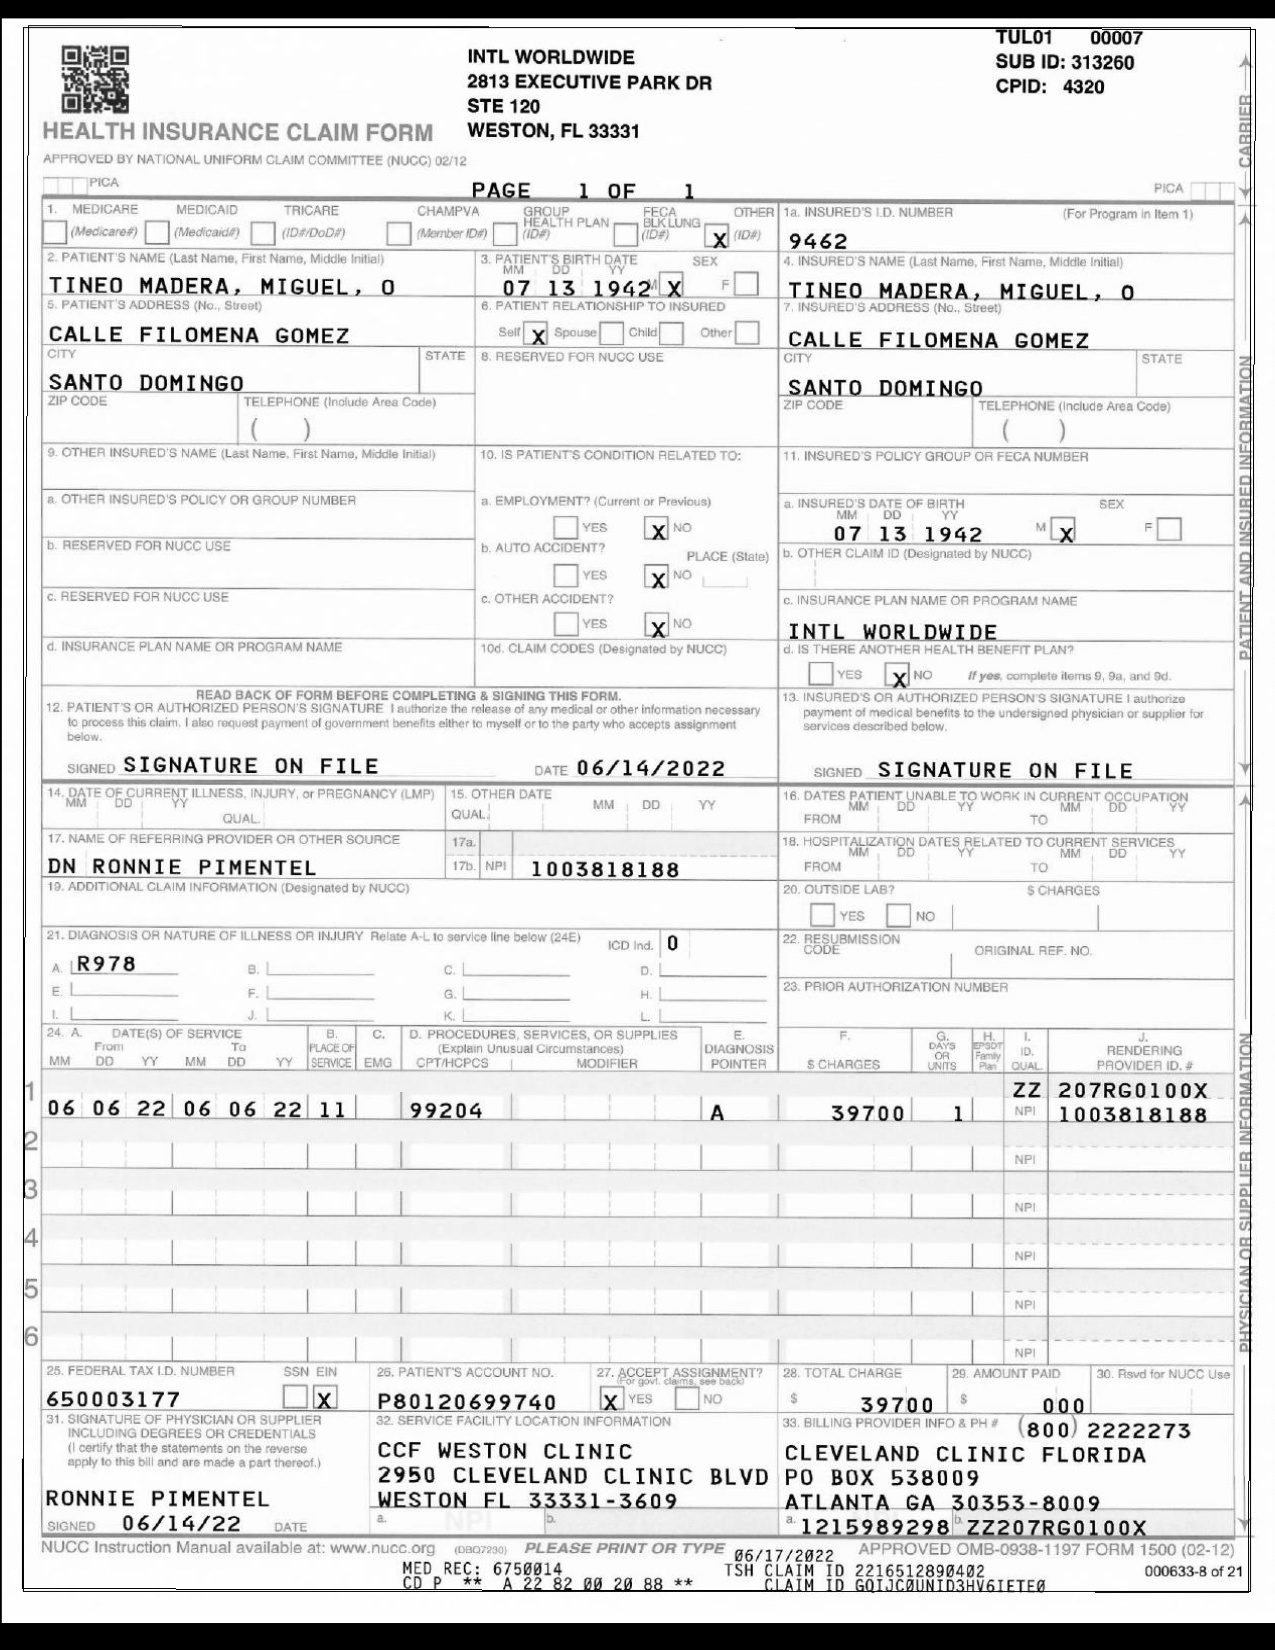 TUL01 00007
INTL WORLDWIDE
SUB ID: 313260
2813 EXECUTIVE PARK DR
CPID: 4320
STE 120
WESTON, FL 33331
HEALTH INSURANCE CLAIM FORM
APPROVED BY NATIONAL UNIFORM CLAIM COMMITTEE (NUCC) 02/12
PICA
PAGE 1 OF 1
PICA
CARRIER
1. MEDICARE MEDICAID TRICARE CHAMPVA GROUP HEALTH PLAN FECA BLK LUNG OTHER
(Medicare#) (Medicaid#) (ID#/DoD#) (Member ID#) (ID#) (ID#) X (ID#)
1a. INSURED'S I.D. NUMBER (For Program in Item 1)
9462
2. PATIENT'S NAME (Last Name, First Name, Middle Initial)
TINEO MADERA, MIGUEL, O
3. PATIENT'S BIRTH DATE SEX
MM DD YY
07 13 1942 M X F
4. INSURED'S NAME (Last Name, First Name, Middle Initial)
TINEO MADERA, MIGUEL, O
5. PATIENT'S ADDRESS (No., Street)
CALLE FILOMENA GOMEZ
6. PATIENT RELATIONSHIP TO INSURED
Self X Spouse Child Other
7. INSURED'S ADDRESS (No., Street)
CALLE FILOMENA GOMEZ
CITY STATE
SANTO DOMINGO
8. RESERVED FOR NUCC USE
CITY STATE
SANTO DOMINGO
ZIP CODE TELEPHONE (Include Area Code)
( )
ZIP CODE TELEPHONE (Include Area Code)
( )
9. OTHER INSURED'S NAME (Last Name, First Name, Middle Initial)
10. IS PATIENT'S CONDITION RELATED TO:
11. INSURED'S POLICY GROUP OR FECA NUMBER
a. OTHER INSURED'S POLICY OR GROUP NUMBER
a. EMPLOYMENT? (Current or Previous)
YES X NO
a. INSURED'S DATE OF BIRTH SEX
MM DD YY
07 13 1942 M X F
b. RESERVED FOR NUCC USE
b. AUTO ACCIDENT? PLACE (State)
YES X NO
b. OTHER CLAIM ID (Designated by NUCC)
c. RESERVED FOR NUCC USE
c. OTHER ACCIDENT?
YES X NO
c. INSURANCE PLAN NAME OR PROGRAM NAME
INTL WORLDWIDE
d. INSURANCE PLAN NAME OR PROGRAM NAME
10d. CLAIM CODES (Designated by NUCC)
d. IS THERE ANOTHER HEALTH BENEFIT PLAN?
YES X NO If yes, complete items 9, 9a, and 9d.
READ BACK OF FORM BEFORE COMPLETING & SIGNING THIS FORM.
12. PATIENT'S OR AUTHORIZED PERSON'S SIGNATURE I authorize the release of any medical or other information necessary
to process this claim. I also request payment of government benefits either to myself or to the party who accepts assignment
below.
SIGNED SIGNATURE ON FILE DATE 06/14/2022
13. INSURED'S OR AUTHORIZED PERSON'S SIGNATURE I authorize
payment of medical benefits to the undersigned physician or supplier for
services described below.
SIGNED SIGNATURE ON FILE
PATIENT AND INSURED INFORMATION
14. DATE OF CURRENT ILLNESS, INJURY, or PREGNANCY (LMP)
MM DD YY
QUAL.
15. OTHER DATE
QUAL. MM DD YY
16. DATES PATIENT UNABLE TO WORK IN CURRENT OCCUPATION
MM DD YY MM DD YY
FROM TO
17. NAME OF REFERRING PROVIDER OR OTHER SOURCE
DN RONNIE PIMENTEL
17a.
17b. NPI 1003818188
18. HOSPITALIZATION DATES RELATED TO CURRENT SERVICES
MM DD YY MM DD YY
FROM TO
19. ADDITIONAL CLAIM INFORMATION (Designated by NUCC)
20. OUTSIDE LAB? $ CHARGES
YES NO
21. DIAGNOSIS OR NATURE OF ILLNESS OR INJURY Relate A-L to service line below (24E) ICD Ind. 0
A. R978 B. C. D.
E. F. G. H.
I. J. K. L.
22. RESUBMISSION CODE ORIGINAL REF. NO.
23. PRIOR AUTHORIZATION NUMBER
24. A. DATE(S) OF SERVICE B. C. D. PROCEDURES, SERVICES, OR SUPPLIES E. F. G. H. I. J.
From To PLACE OF (Explain Unusual Circumstances) DIAGNOSIS DAYS OR UNITS EPSDT Family Plan ID. RENDERING
MM DD YY MM DD YY SERVICE EMG CPT/HCPCS MODIFIER POINTER $ CHARGES QUAL. PROVIDER ID. #
1 ZZ 207RG0100X
06 06 22 06 06 22 11 99204 A 39700 1 NPI 1003818188
2
NPI
3
NPI
4
NPI
5
NPI
6
NPI
PHYSICIAN OR SUPPLIER INFORMATION
25. FEDERAL TAX I.D. NUMBER SSN EIN
650003177 X
26. PATIENT'S ACCOUNT NO.
P80120699740
27. ACCEPT ASSIGNMENT?
(For govt. claims, see back)
X YES NO
28. TOTAL CHARGE
$ 39700
29. AMOUNT PAID
$ 000
30. Rsvd for NUCC Use
31. SIGNATURE OF PHYSICIAN OR SUPPLIER
INCLUDING DEGREES OR CREDENTIALS
(I certify that the statements on the reverse
apply to this bill and are made a part thereof.)
RONNIE PIMENTEL
SIGNED 06/14/22 DATE
32. SERVICE FACILITY LOCATION INFORMATION
CCF WESTON CLINIC
2950 CLEVELAND CLINIC BLVD
WESTON FL 33331-3609
a. NPI b.
33. BILLING PROVIDER INFO & PH # (800) 2222273
CLEVELAND CLINIC FLORIDA
PO BOX 538009
ATLANTA GA 30353-8009
a. 1215989298 b. ZZ207RG0100X
NUCC Instruction Manual available at: www.nucc.org (DBQ7290) PLEASE PRINT OR TYPE 06/17/2022 APPROVED OMB-0938-1197 FORM 1500 (02-12)
MED REC: 6750014 TSH CLAIM ID 2216512890402 000633-8 of 21
CD P ** A 22 82 00 20 88 ** CLAIM ID GQIJC0UNID3HV6IETE0